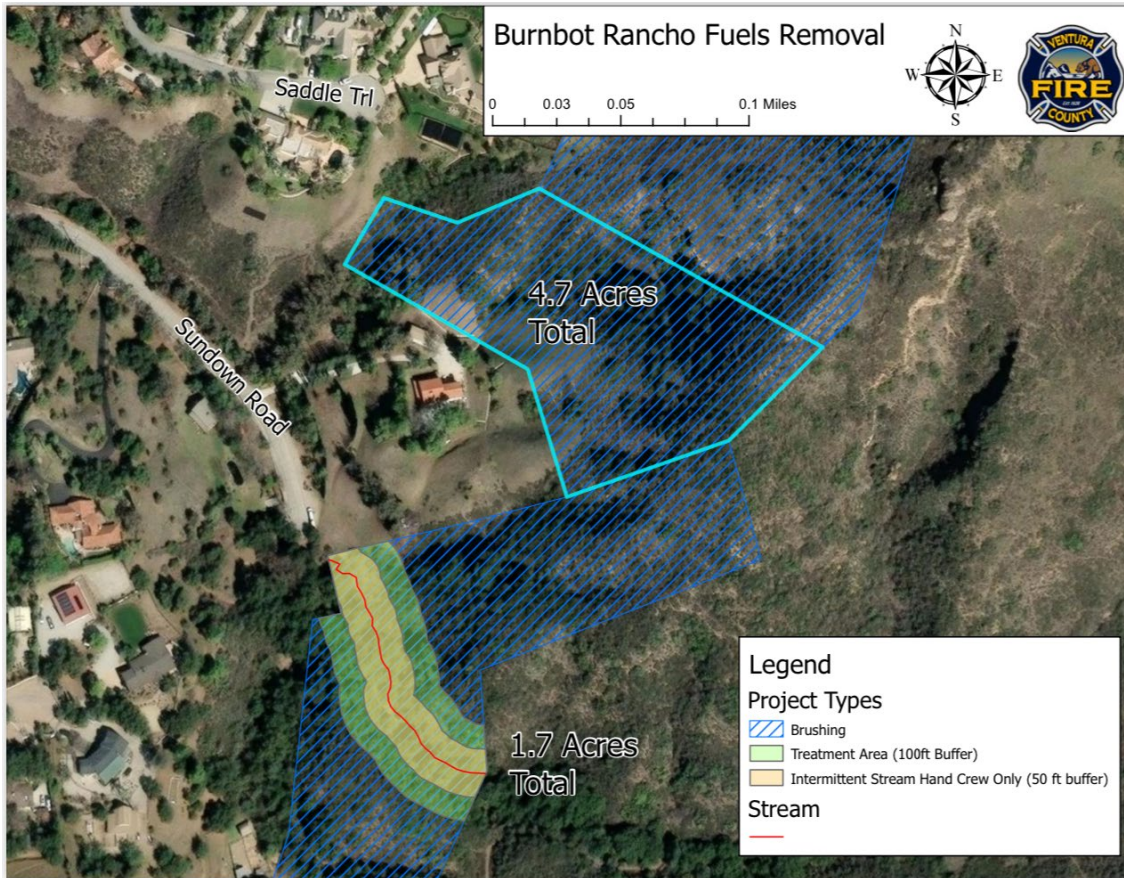 Burnbot Rancho Fuels Removal
0 0.03 0.05 0.1 Miles
N
W E
S
VENTURA
FIRE
COUNTY
Saddle Trl
4.7 Acres
Total
Sundown Road
1.7 Acres
Total
Legend
Project Types
Brushing
Treatment Area (100ft Buffer)
Intermittent Stream Hand Crew Only (50 ft buffer)
Stream